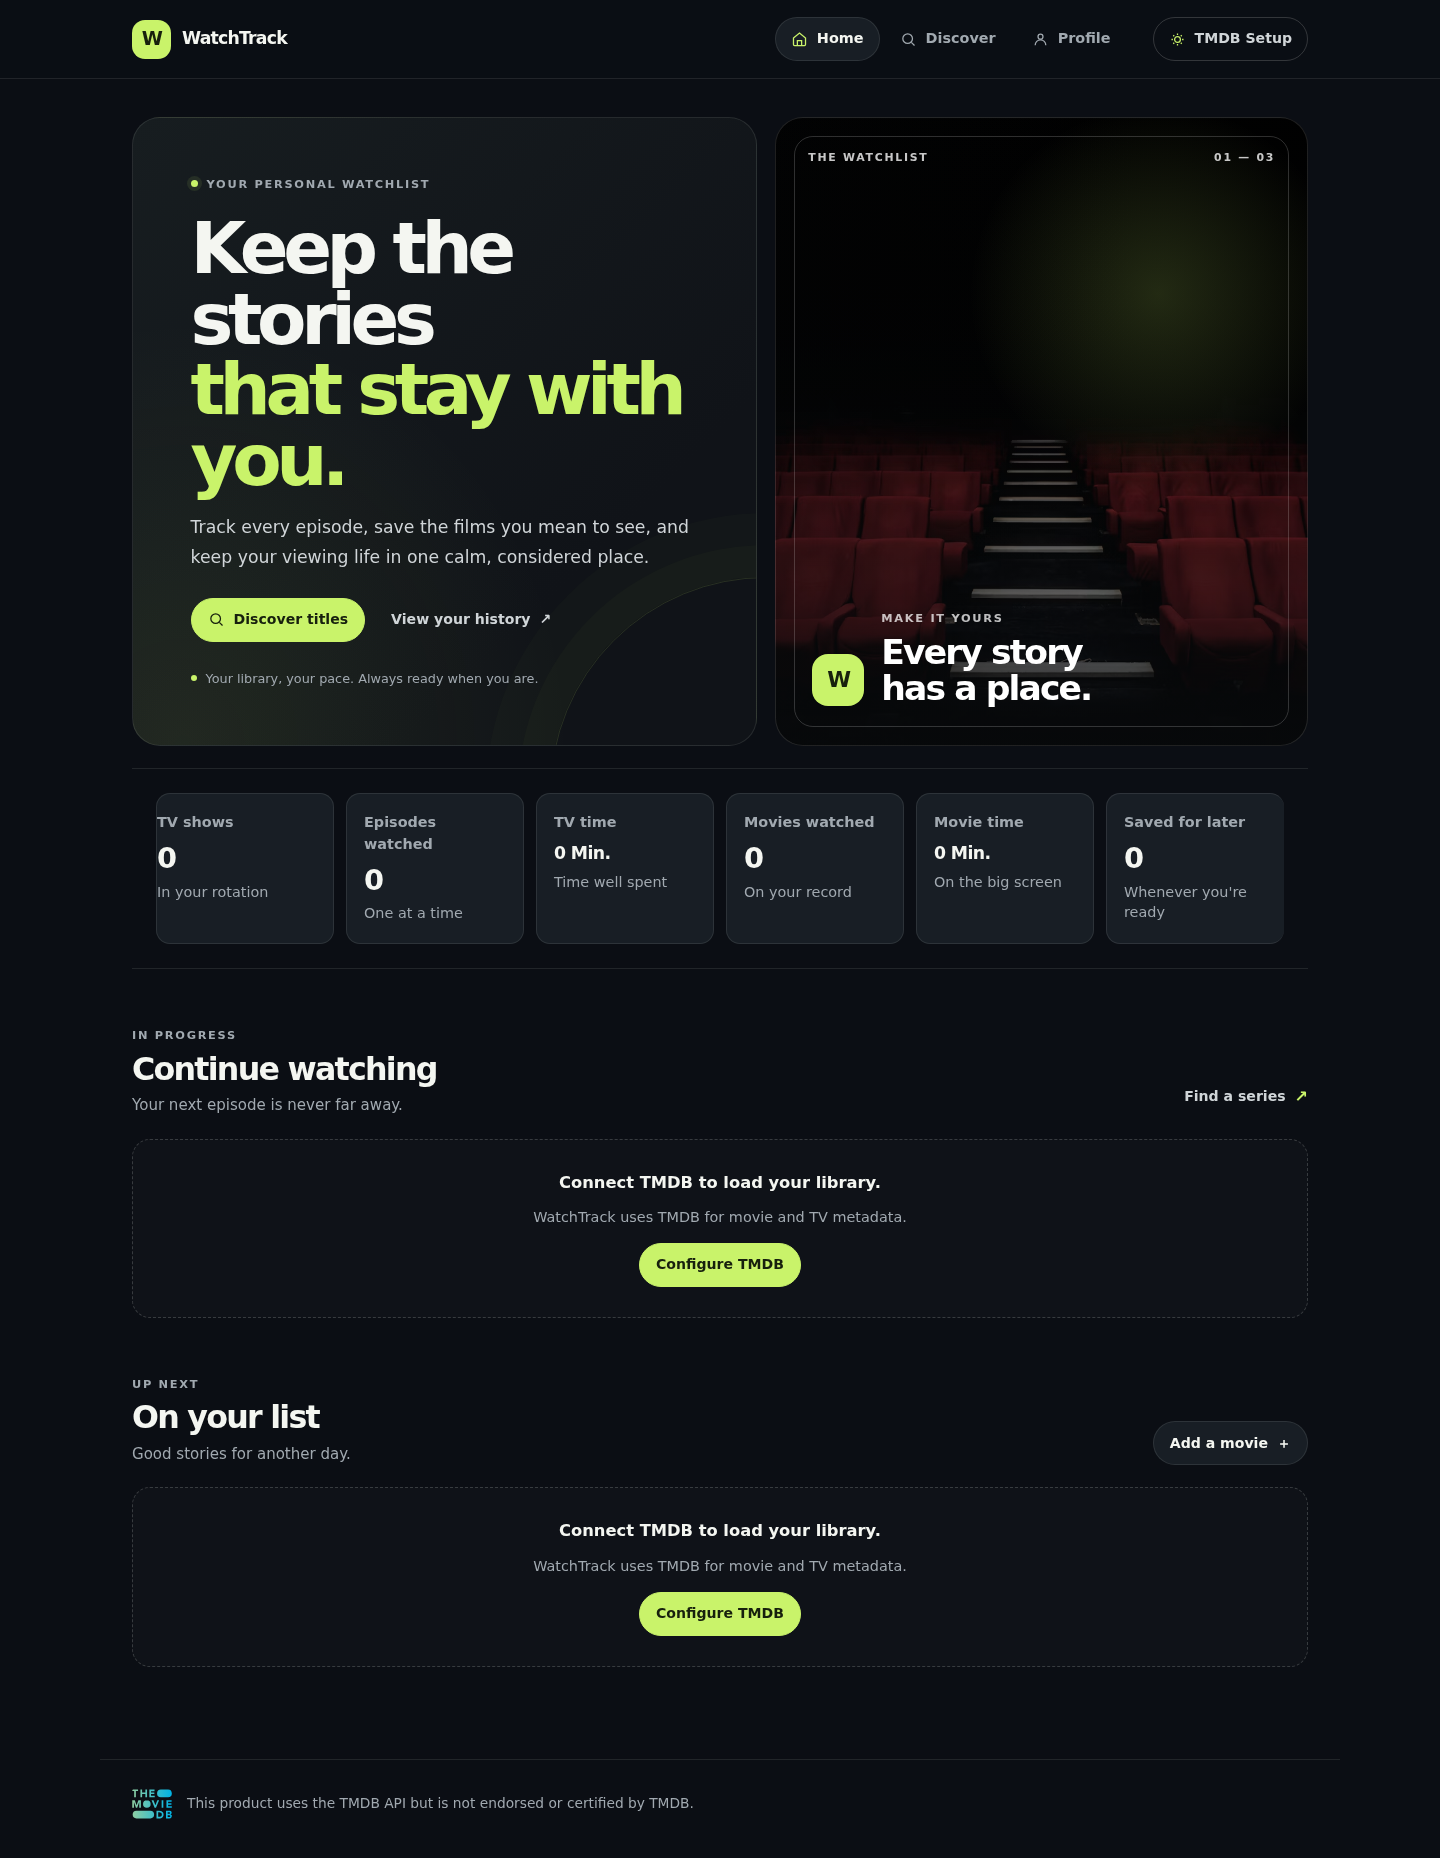 W WatchTrack
Home
Discover
Profile
TMDB Setup
YOUR PERSONAL WATCHLIST
Keep the
stories
that stay with
you.
Track every episode, save the films you mean to see, and
keep your viewing life in one calm, considered place.
Discover titles
View your history ↗
Your library, your pace. Always ready when you are.
THE WATCHLIST
01 — 03
MAKE IT YOURS
W
Every story
has a place.
TV shows
0
In your rotation
Episodes
watched
0
One at a time
TV time
0 Min.
Time well spent
Movies watched
0
On your record
Movie time
0 Min.
On the big screen
Saved for later
0
Whenever you're
ready
IN PROGRESS
Continue watching
Your next episode is never far away.
Find a series ↗
Connect TMDB to load your library.
WatchTrack uses TMDB for movie and TV metadata.
Configure TMDB
UP NEXT
On your list
Good stories for another day.
Add a movie +
Connect TMDB to load your library.
WatchTrack uses TMDB for movie and TV metadata.
Configure TMDB
THE
MOVIE
DB
This product uses the TMDB API but is not endorsed or certified by TMDB.